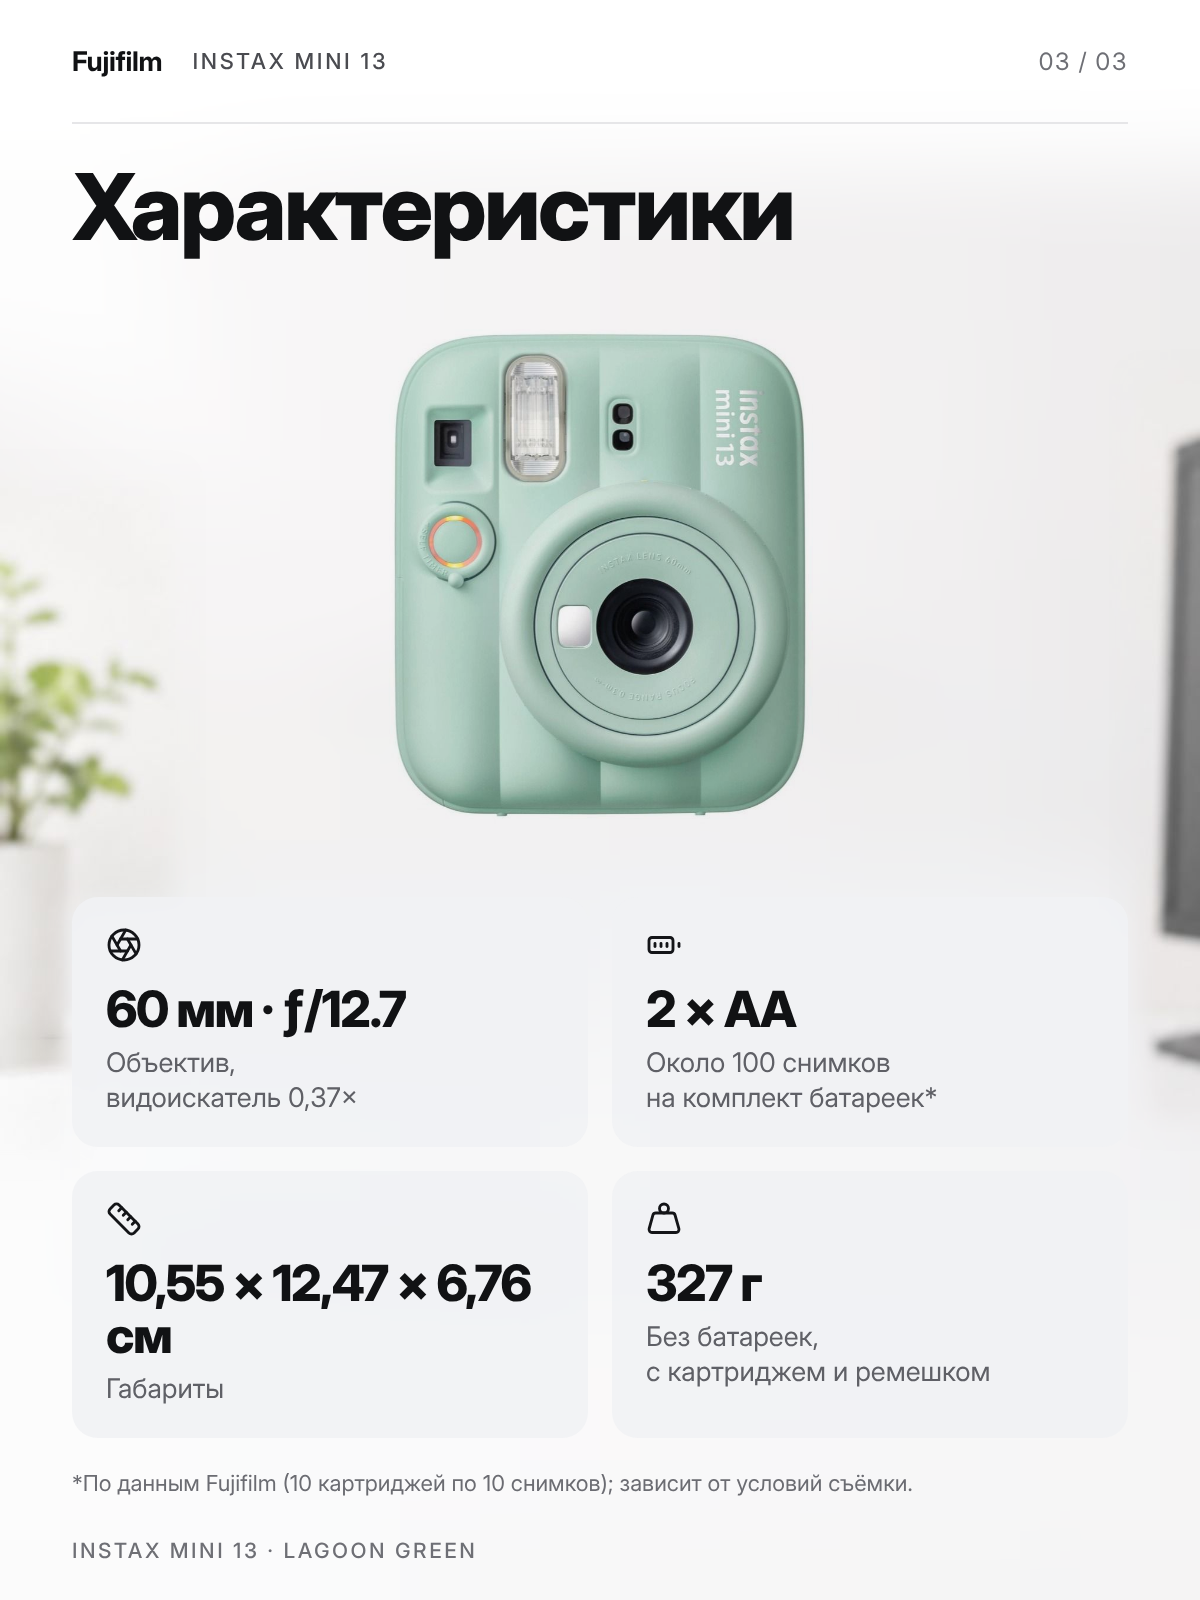 Fujifilm INSTAX MINI 13 03 / 03
Характеристики
instax
mini 13
60 мм · ƒ/12.7
Объектив,
видоискатель 0,37×
2 × AA
Около 100 снимков
на комплект батареек*
10,55 × 12,47 × 6,76
см
Габариты
327 г
Без батареек,
с картриджем и ремешком
*По данным Fujifilm (10 картриджей по 10 снимков); зависит от условий съёмки.
INSTAX MINI 13 · LAGOON GREEN